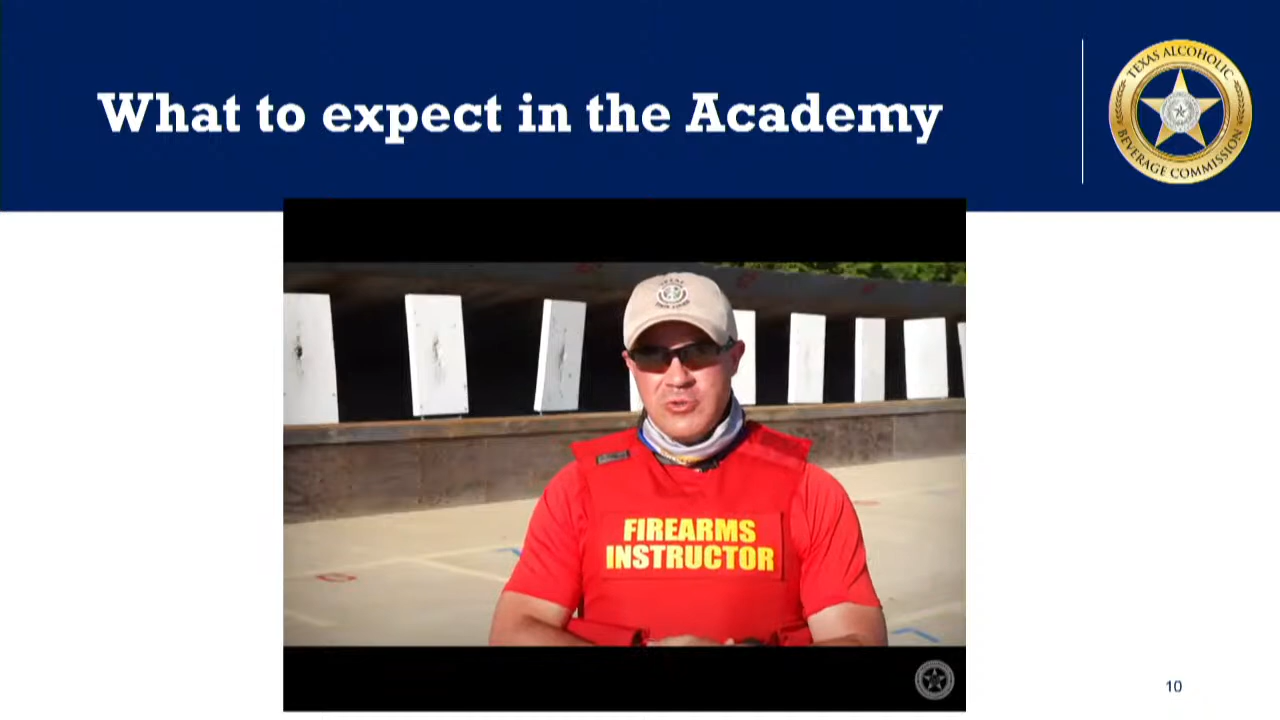 What to expect in the Academy
TEXAS ALCOHOLIC
BEVERAGE COMMISSION
FIREARMS
INSTRUCTOR
10